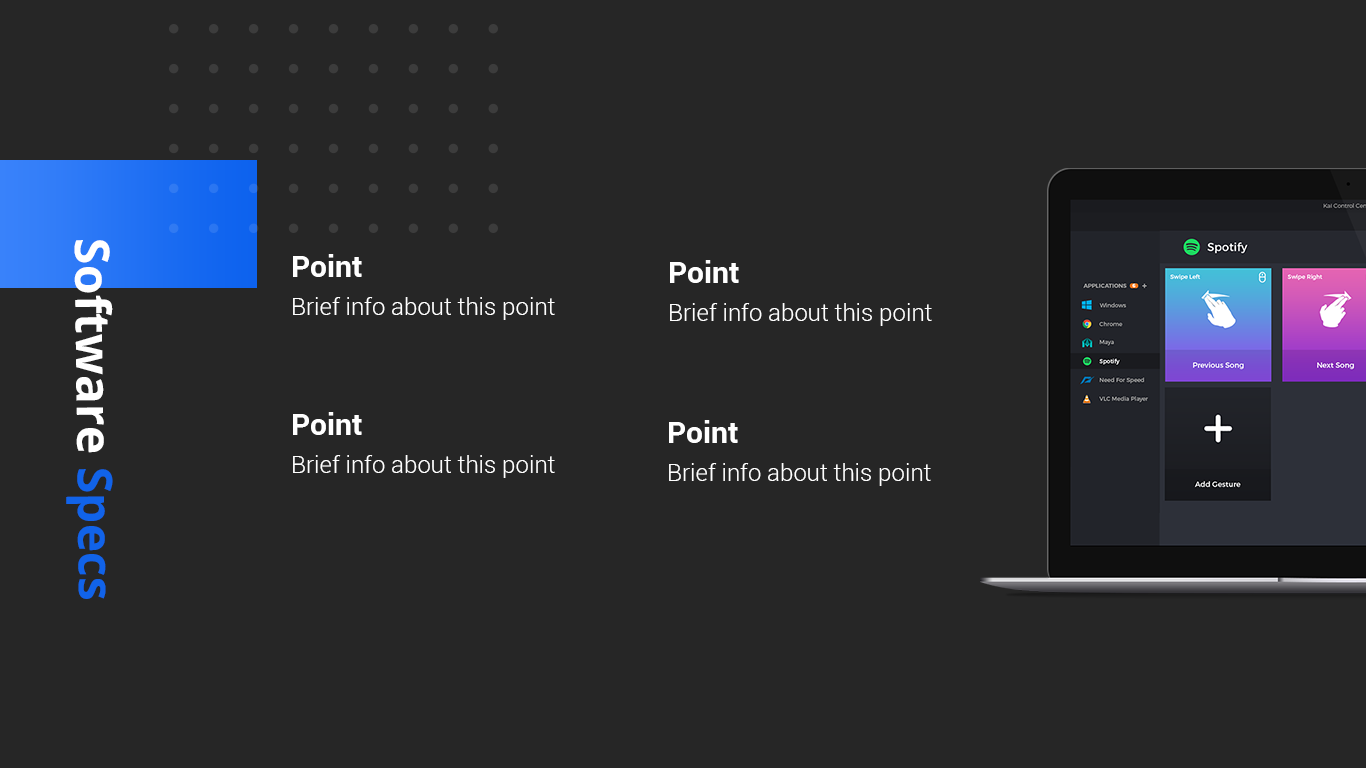 Software Specs
Point
Brief info about this point
Point
Brief info about this point
Point
Brief info about this point
Point
Brief info about this point
Kai Control Cen
Spotify
APPLICATIONS 6 +
Windows
Chrome
Maya
Spotify
Need For Speed
VLC Media Player
Swipe Left
Previous Song
Swipe Right
Next Song
Add Gesture